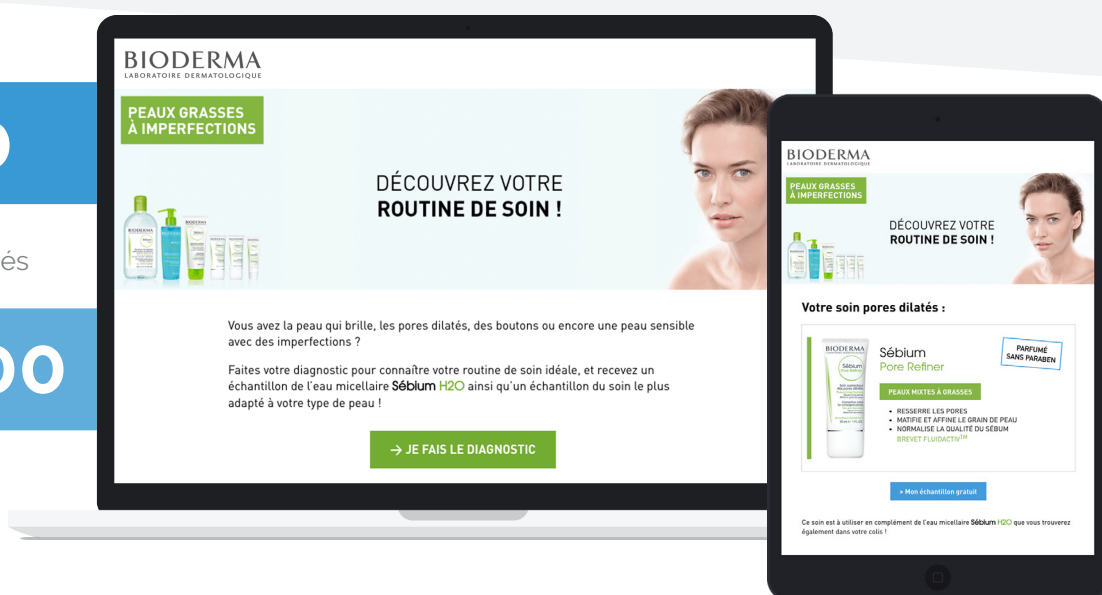 és
00
BIODERMA
LABORATOIRE DERMATOLOGIQUE
PEAUX GRASSES
À IMPERFECTIONS
DÉCOUVREZ VOTRE
ROUTINE DE SOIN !
Vous avez la peau qui brille, les pores dilatés, des boutons ou encore une peau sensible
avec des imperfections ?
Faites votre diagnostic pour connaître votre routine de soin idéale, et recevez un
échantillon de l'eau micellaire Sébium H2O ainsi qu'un échantillon du soin le plus
adapté à votre type de peau !
→ JE FAIS LE DIAGNOSTIC
BIODERMA
LABORATOIRE DERMATOLOGIQUE
PEAUX GRASSES
À IMPERFECTIONS
DÉCOUVREZ VOTRE
ROUTINE DE SOIN !
Votre soin pores dilatés :
BIODERMA
Sébium
Pore Refiner
Sébium
Pore Refiner
PARFUMÉ
SANS PARABEN
PEAUX MIXTES À GRASSES
• RESSERRE LES PORES
• MATIFIE ET AFFINE LE GRAIN DE PEAU
• NORMALISE LA QUALITÉ DU SÉBUM
BREVET FLUIDACTIV™
> Mon échantillon gratuit
Ce soin est à utiliser en complément de l'eau micellaire Sébium H2O que vous trouverez
également dans votre colis !